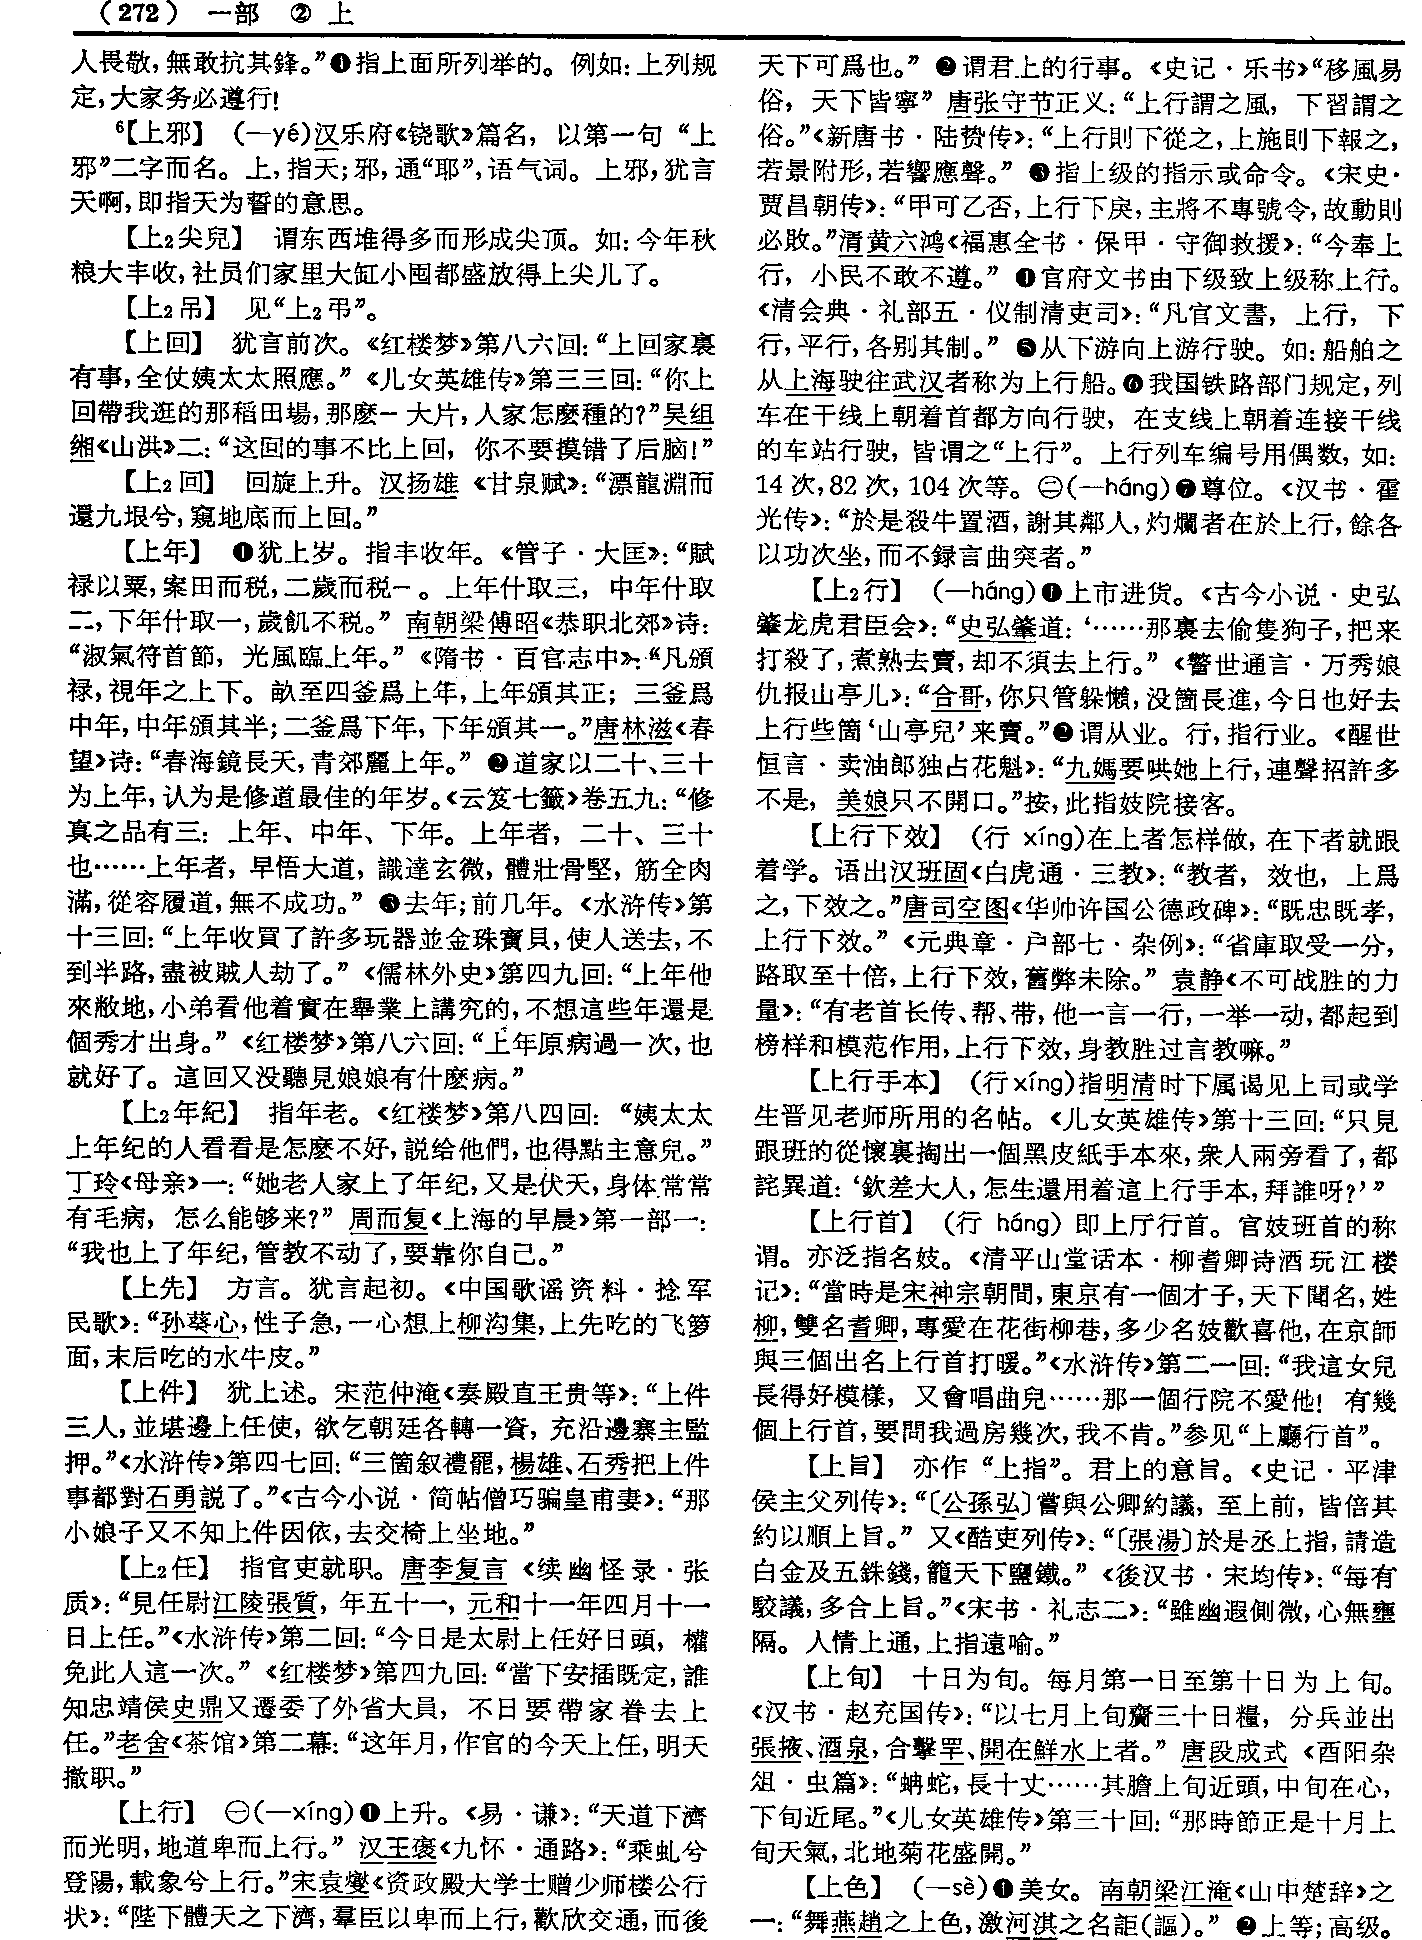 （272） 一部 ② 上
人畏敬，無敢抗其鋒。”❹指上面所列举的。例如：上列规
定，大家务必遵行！
⁶【上邪】 （—yé）汉乐府《铙歌》篇名，以第一句“上
邪”二字而名。上，指天；邪，通“耶”，语气词。上邪，犹言
天啊，即指天为誓的意思。
【上₂尖兒】 谓东西堆得多而形成尖顶。如：今年秋
粮大丰收，社员们家里大缸小囤都盛放得上尖儿了。
【上₂吊】 见“上₂弔”。
【上回】 犹言前次。《红楼梦》第八六回：“上回家裏
有事，全仗姨太太照應。”《儿女英雄传》第三三回：“你上
回帶我逛的那稻田場，那麽一大片，人家怎麽種的？”吴组
缃《山洪》二：“这回的事不比上回，你不要摸错了后脑！”
【上₂回】 回旋上升。汉扬雄《甘泉赋》：“漂龍淵而
還九垠兮，窺地底而上回。”
【上年】 ❶犹上岁。指丰收年。《管子·大匡》：“賦
禄以粟，案田而税，二歲而税一。上年什取三，中年什取
二，下年什取一，歲飢不税。”南朝梁傅昭《恭职北郊》诗：
“淑氣符首節，光風臨上年。”《隋书·百官志中》：“凡頒
禄，視年之上下。畝至四釜爲上年，上年頒其正；三釜爲
中年，中年頒其半；二釜爲下年，下年頒其一。”唐林滋《春
望》诗：“春海鏡長天，青郊麗上年。”❷道家以二十、三十
为上年，认为是修道最佳的年岁。《云笈七籤》卷五九：“修
真之品有三：上年、中年、下年。上年者，二十、三十
也……上年者，早悟大道，識達玄微，體壯骨堅，筋全肉
滿，從容履道，無不成功。”❸去年；前几年。《水浒传》第
十三回：“上年收買了許多玩器並金珠寶貝，使人送去，不
到半路，盡被賊人劫了。”《儒林外史》第四九回：“上年他
來敝地，小弟看他着實在舉業上講究的，不想這些年還是
個秀才出身。”《红楼梦》第八六回：“上年原病過一次，也
就好了。這回又没聽見娘娘有什麽病。”
【上₂年紀】 指年老。《红楼梦》第八四回：“姨太太
上年纪的人看看是怎麽不好，説给他們，也得點主意兒。”
丁玲《母亲》一：“她老人家上了年纪，又是伏天，身体常常
有毛病，怎么能够来？”周而复《上海的早晨》第一部一：
“我也上了年纪，管教不动了，要靠你自己。”
【上先】 方言。犹言起初。《中国歌谣资料·捻军
民歌》：“孙葵心，性子急，一心想上柳沟集，上先吃的飞箩
面，末后吃的水牛皮。”
【上件】 犹上述。宋范仲淹《奏殿直王贵等》：“上件
三人，並堪邊上任使，欲乞朝廷各轉一資，充沿邊寨主監
押。”《水浒传》第四七回：“三箇叙禮罷，楊雄、石秀把上件
事都對石勇説了。”《古今小说·简帖僧巧骗皇甫妻》：“那
小娘子又不知上件因依，去交椅上坐地。”
【上₂任】 指官吏就职。唐李复言《续幽怪录·张
质》：“見任尉江陵張質，年五十一，元和十一年四月十一
日上任。”《水浒传》第二回：“今日是太尉上任好日頭，權
免此人這一次。”《红楼梦》第四九回：“當下安插既定，誰
知忠靖侯史鼎又遷委了外省大員，不日要帶家眷去上
任。”老舍《茶馆》第二幕：“这年月，作官的今天上任，明天
撤职。”
【上行】 ㊀（—xíng）❶上升。《易·谦》：“天道下濟
而光明，地道卑而上行。”汉王褒《九怀·通路》：“乘虬兮
登陽，載象兮上行。”宋袁燮《资政殿大学士赠少师楼公行
状》：“陛下體天之下濟，羣臣以卑而上行，歡欣交通，而後
天下可爲也。”❷谓君上的行事。《史记·乐书》“移風易
俗，天下皆寧”唐张守节正义：“上行謂之風，下習謂之
俗。”《新唐书·陆贽传》：“上行則下從之，上施則下報之，
若景附形，若響應聲。”❸指上级的指示或命令。《宋史·
贾昌朝传》：“甲可乙否，上行下戾，主將不專號令，故動則
必敗。”清黄六鸿《福惠全书·保甲·守御救援》：“今奉上
行，小民不敢不遵。”❹官府文书由下级致上级称上行。
《清会典·礼部五·仪制清吏司》：“凡官文書，上行，下
行，平行，各别其制。”❺从下游向上游行驶。如：船舶之
从上海驶往武汉者称为上行船。❻我国铁路部门规定，列
车在干线上朝着首都方向行驶，在支线上朝着连接干线
的车站行驶，皆谓之“上行”。上行列车编号用偶数，如：
14次，82次，104次等。㊁（—háng）❼尊位。《汉书·霍
光传》：“於是殺牛置酒，謝其鄰人，灼爛者在於上行，餘各
以功次坐，而不録言曲突者。”
【上₂行】 （—háng）❶上市进货。《古今小说·史弘
肇龙虎君臣会》：“史弘肇道：‘……那裏去偷隻狗子，把来
打殺了，煮熟去賣，却不須去上行。”《警世通言·万秀娘
仇报山亭儿》：“合哥，你只管躲懶，没箇長進，今日也好去
上行些箇‘山亭兒’来賣。”❷谓从业。行，指行业。《醒世
恒言·卖油郎独占花魁》：“九媽要哄她上行，連聲招許多
不是，美娘只不開口。”按，此指妓院接客。
【上行下效】 （行 xíng）在上者怎样做，在下者就跟
着学。语出汉班固《白虎通·三教》：“教者，效也，上爲
之，下效之。”唐司空图《华帅许国公德政碑》：“既忠既孝，
上行下效。”《元典章·户部七·杂例》：“省庫取受一分，
路取至十倍，上行下效，舊弊未除。”袁静《不可战胜的力
量》：“有老首长传、帮、带，他一言一行，一举一动，都起到
榜样和模范作用，上行下效，身教胜过言教嘛。”
【上行手本】 （行xíng）指明清时下属谒见上司或学
生晋见老师所用的名帖。《儿女英雄传》第十三回：“只見
跟班的從懷裏掏出一個黑皮紙手本來，衆人兩旁看了，都
詫異道：‘欽差大人，怎生還用着這上行手本，拜誰呀？’”
【上行首】 （行 háng）即上厅行首。官妓班首的称
谓。亦泛指名妓。《清平山堂话本·柳耆卿诗酒玩江楼
记》：“當時是宋神宗朝間，東京有一個才子，天下聞名，姓
柳，雙名耆卿，專愛在花街柳巷，多少名妓歡喜他，在京師
與三個出名上行首打暖。”《水浒传》第二一回：“我這女兒
長得好模樣，又會唱曲兒……那一個行院不愛他！有幾
個上行首，要問我過房幾次，我不肯。”参见“上廳行首”。
【上旨】 亦作“上指”。君上的意旨。《史记·平津
侯主父列传》：“〔公孫弘〕嘗與公卿約議，至上前，皆倍其
約以順上旨。”又《酷吏列传》：“〔張湯〕於是丞上指，請造
白金及五銖錢，籠天下鹽鐵。”《後汉书·宋均传》：“每有
駮議，多合上旨。”《宋书·礼志二》：“雖幽遐側微，心無壅
隔。人情上通，上指遠喻。”
【上旬】 十日为旬。每月第一日至第十日为上旬。
《汉书·赵充国传》：“以七月上旬齎三十日糧，分兵並出
張掖、酒泉，合擊罕、開在鮮水上者。”唐段成式《酉阳杂
俎·虫篇》：“蚺蛇，長十丈……其膽上旬近頭，中旬在心，
下旬近尾。”《儿女英雄传》第三十回：“那時節正是十月上
旬天氣，北地菊花盛開。”
【上色】 （—sè）❶美女。南朝梁江淹《山中楚辞》之
一：“舞燕趙之上色，激河淇之名詎（謳）。”❷上等；高级。